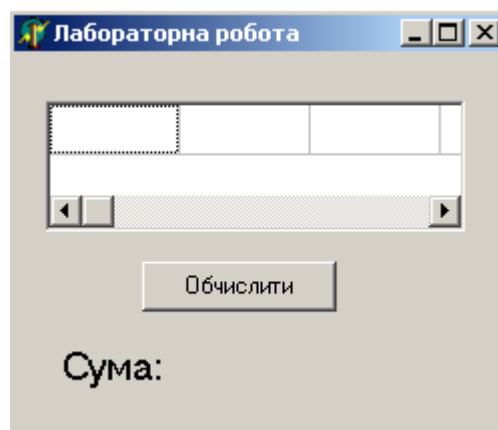 Лабораторна робота
Обчислити
Сума: